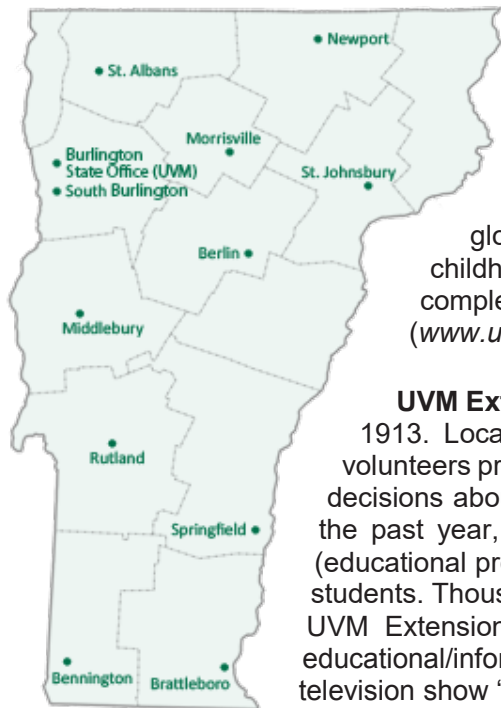 Newport
St. Albans
Morrisville
Burlington
State Office (UVM)
South Burlington
St. Johnsbury
Berlin
Middlebury
Rutland
Springfield
Bennington
Brattleboro
glo
childh
comple
(www.u
UVM Ext
1913. Loca
volunteers pr
decisions abo
the past year,
(educational pr
students. Thous
UVM Extension
educational/infor
television show “